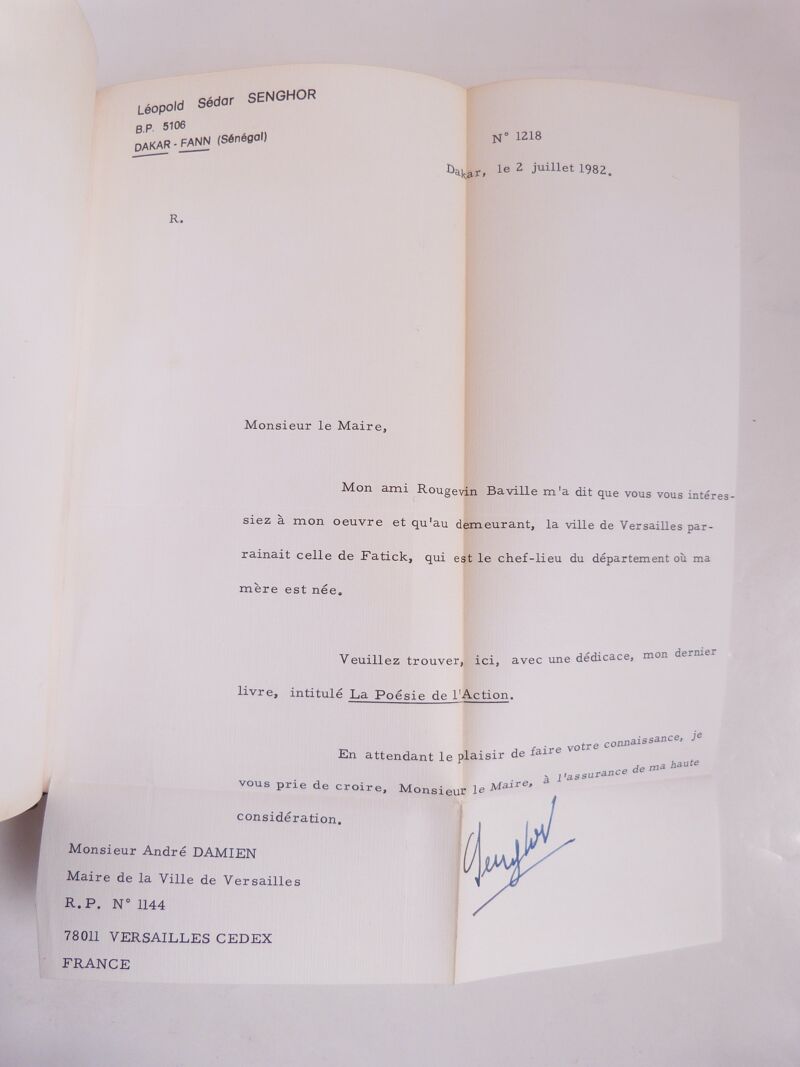 Léopold Sédar SENGHOR
B.P. 5106
DAKAR - FANN (Sénégal)
N° 1218
Dakar, le 2 juillet 1982.
R.
Monsieur le Maire,
Mon ami Rougevin Baville m'a dit que vous vous intéres-
siez à mon oeuvre et qu'au demeurant, la ville de Versailles par-
rainait celle de Fatick, qui est le chef-lieu du département où ma
mère est née.
Veuillez trouver, ici, avec une dédicace, mon dernier
livre, intitulé La Poésie de l'Action.
En attendant le plaisir de faire votre connaissance, je
vous prie de croire, Monsieur le Maire, à l'assurance de ma haute
considération.
Senghor
Monsieur André DAMIEN
Maire de la Ville de Versailles
R.P. N° 1144
78011 VERSAILLES CEDEX
FRANCE